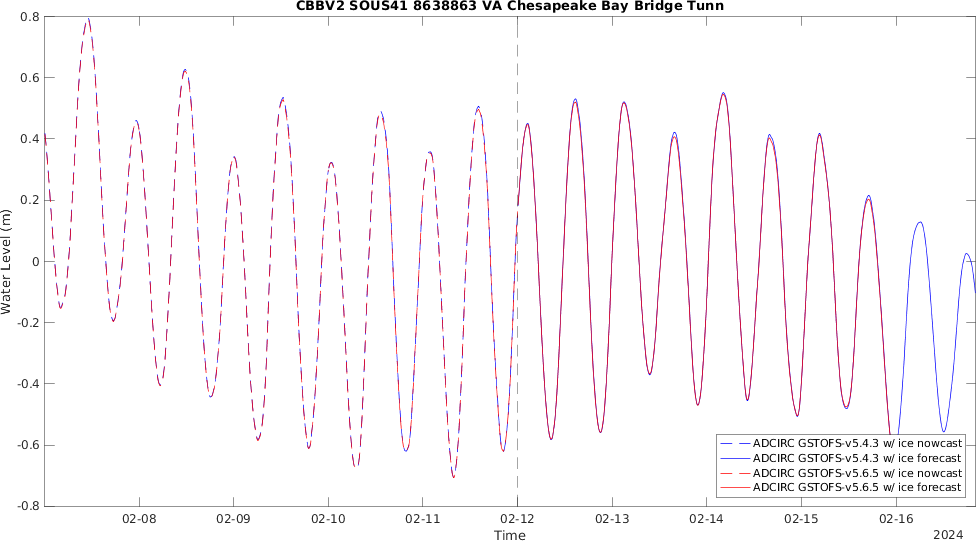 CBBV2 SOUS41 8638863 VA Chesapeake Bay Bridge Tunn
0.8
0.6
0.4
0.2
0
-0.2
-0.4
-0.6
-0.8
Water Level (m)
ADCIRC GSTOFS-v5.4.3 w/ ice nowcast
ADCIRC GSTOFS-v5.4.3 w/ ice forecast
ADCIRC GSTOFS-v5.6.5 w/ ice nowcast
ADCIRC GSTOFS-v5.6.5 w/ ice forecast
02-08 02-09 02-10 02-11 02-12 02-13 02-14 02-15 02-16
Time
2024